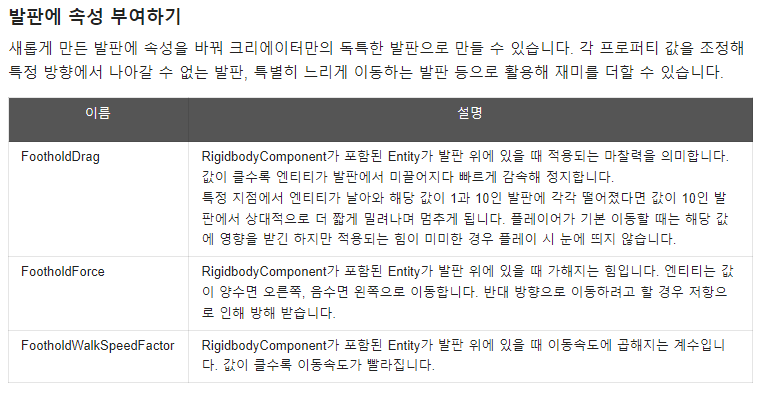 발판에 속성 부여하기
새롭게 만든 발판에 속성을 바꿔 크리에이터만의 독특한 발판으로 만들 수 있습니다. 각 프로퍼티 값을 조정해
특정 방향에서 나아갈 수 없는 발판, 특별히 느리게 이동하는 발판 등으로 활용해 재미를 더할 수 있습니다.
이름
설명
FootholdDrag
RigidbodyComponent가 포함된 Entity가 발판 위에 있을 때 적용되는 마찰력을 의미합니다.
값이 클수록 엔티티가 발판에서 미끌어지다 빠르게 감속해 정지합니다.
특정 지점에서 엔티티가 날아와 해당 값이 1과 10인 발판에 각각 떨어졌다면 값이 10인 발
판에서 상대적으로 더 짧게 밀려나며 멈추게 됩니다. 플레이어가 기본 이동할 때는 해당 값
에 영향을 받긴 하지만 적용되는 힘이 미미한 경우 플레이 시 눈에 띄지 않습니다.
FootholdForce
RigidbodyComponent가 포함된 Entity가 발판 위에 있을 때 가해지는 힘입니다. 엔티티는 값
이 양수면 오른쪽, 음수면 왼쪽으로 이동합니다. 반대 방향으로 이동하려고 할 경우 저항으
로 인해 방해 받습니다.
FootholdWalkSpeedFactor
RigidbodyComponent가 포함된 Entity가 발판 위에 있을 때 이동속도에 곱해지는 계수입니
다. 값이 클수록 이동속도가 빨라집니다.